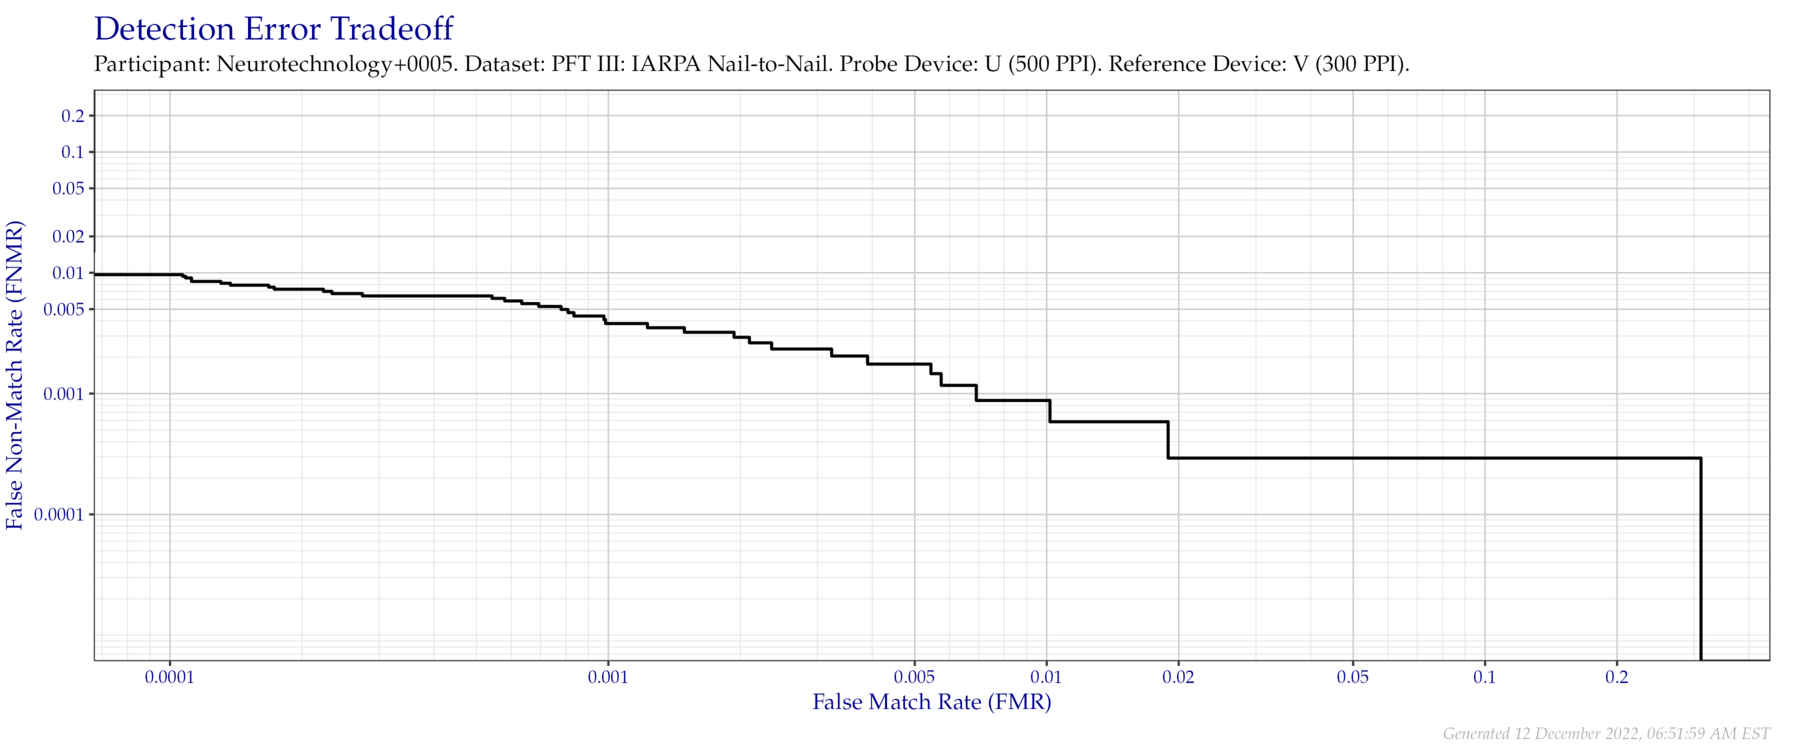 Detection Error Tradeoff
Participant: Neurotechnology+0005. Dataset: PFT III: IARPA Nail-to-Nail. Probe Device: U (500 PPI). Reference Device: V (300 PPI).
False Non-Match Rate (FNMR)
0.2
0.1
0.05
0.02
0.01
0.005
0.001
0.0001
0.0001 0.001 0.005 0.01 0.02 0.05 0.1 0.2
False Match Rate (FMR)
Generated 12 December 2022, 06:51:59 AM EST